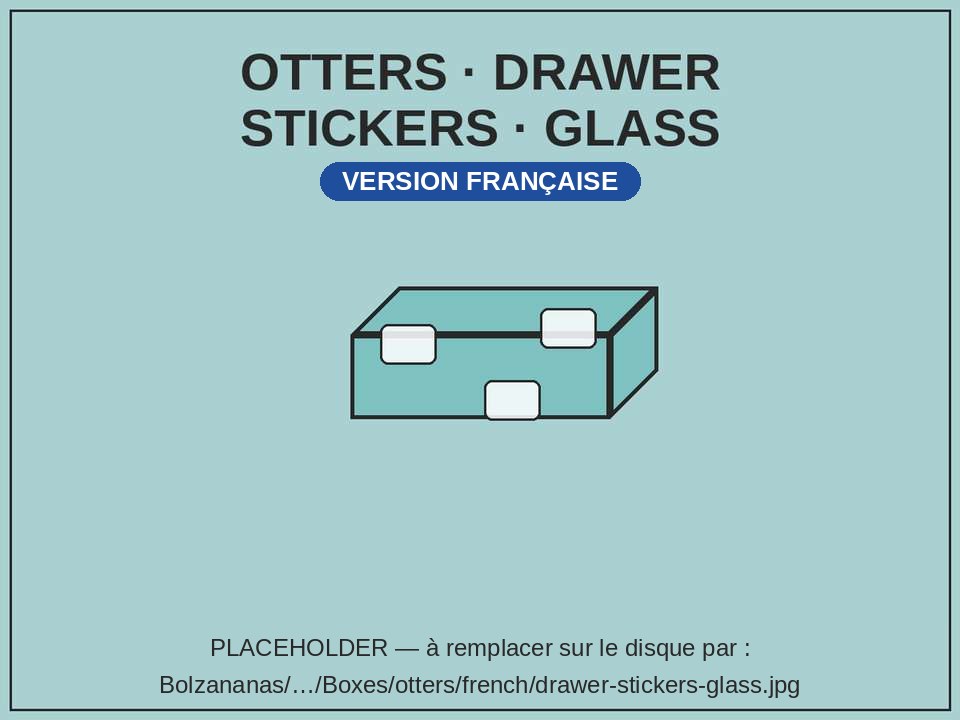 OTTERS · DRAWER
STICKERS · GLASS
VERSION FRANÇAISE
PLACEHOLDER — à remplacer sur le disque par :
Bolzananas/…/Boxes/otters/french/drawer-stickers-glass.jpg